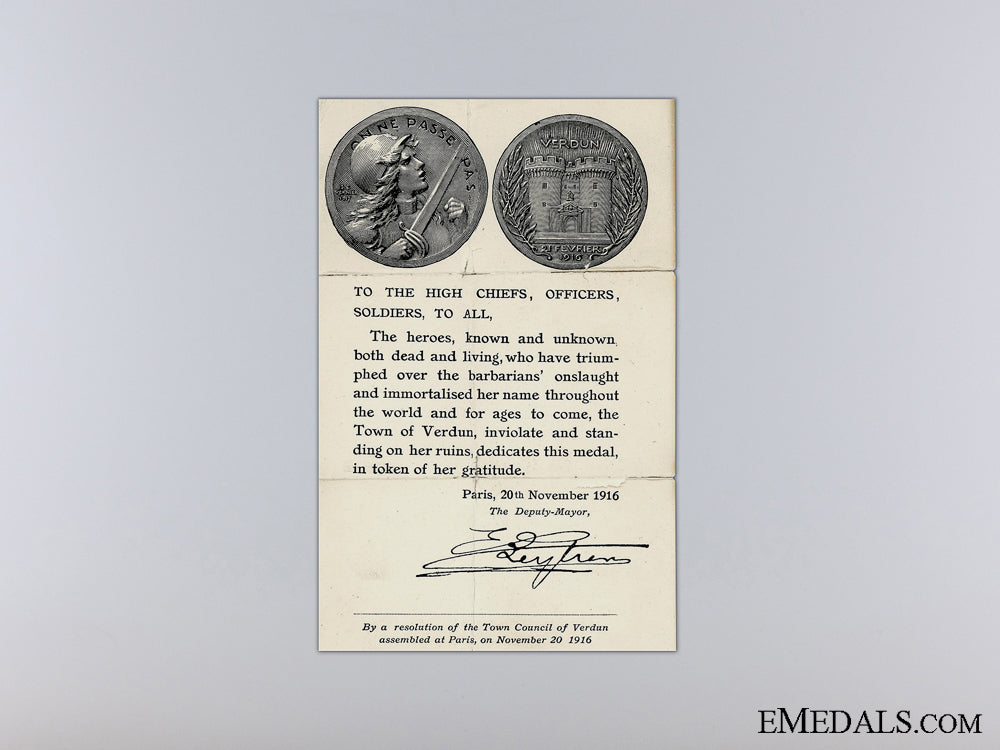 ON NE PASSE PAS
VERDUN
21 FEVRIER
1916
TO THE HIGH CHIEFS, OFFICERS,
SOLDIERS, TO ALL,
The heroes, known and unknown,
both dead and living, who have trium-
phed over the barbarians' onslaught
and immortalised her name throughout
the world and for ages to come, the
Town of Verdun, inviolate and stan-
ding on her ruins, dedicates this medal,
in token of her gratitude.
Paris, 20th November 1916
The Deputy-Mayor,
By a resolution of the Town Council of Verdun
assembled at Paris, on November 20 1916
EMEDALS.COM